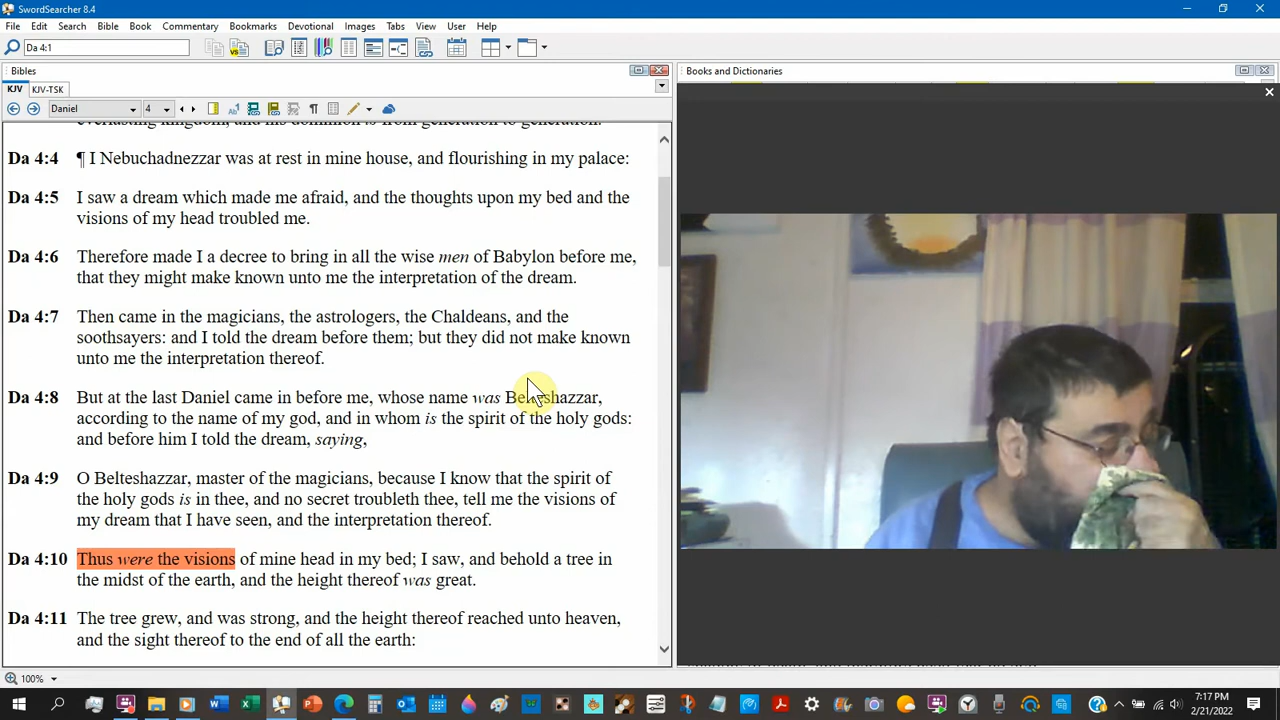 SwordSearcher 8.4
File Edit Search Bible Book Commentary Bookmarks Devotional Images Tabs View User Help
Da 4:1
Bibles
Books and Dictionaries
KJV KJV-TSK
Daniel 4
everlasting kingdom, and his dominion is from generation to generation.
Da 4:4 ¶ I Nebuchadnezzar was at rest in mine house, and flourishing in my palace:
Da 4:5 I saw a dream which made me afraid, and the thoughts upon my bed and the
visions of my head troubled me.
Da 4:6 Therefore made I a decree to bring in all the wise men of Babylon before me,
that they might make known unto me the interpretation of the dream.
Da 4:7 Then came in the magicians, the astrologers, the Chaldeans, and the
soothsayers: and I told the dream before them; but they did not make known
unto me the interpretation thereof.
Da 4:8 But at the last Daniel came in before me, whose name was Belteshazzar,
according to the name of my god, and in whom is the spirit of the holy gods:
and before him I told the dream, saying,
Da 4:9 O Belteshazzar, master of the magicians, because I know that the spirit of
the holy gods is in thee, and no secret troubleth thee, tell me the visions of
my dream that I have seen, and the interpretation thereof.
Da 4:10 Thus were the visions of mine head in my bed; I saw, and behold a tree in
the midst of the earth, and the height thereof was great.
Da 4:11 The tree grew, and was strong, and the height thereof reached unto heaven,
and the sight thereof to the end of all the earth:
100%
7:17 PM
2/21/2022